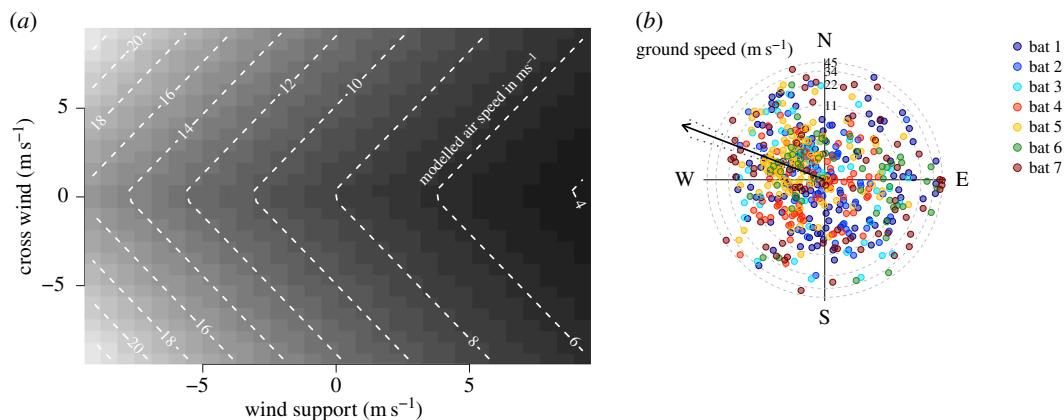 (a)
cross wind (m s⁻¹)
5
0
−5
−5
0
5
wind support (m s⁻¹)
20
18
16
14
12
10
modelled air speed in ms⁻¹
4
20
18
16
8
6
(b)
ground speed (m s⁻¹)
N
45
34
22
11
W
E
S
bat 1
bat 2
bat 3
bat 4
bat 5
bat 6
bat 7